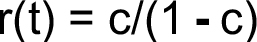 r(t) = c/(1 - c)